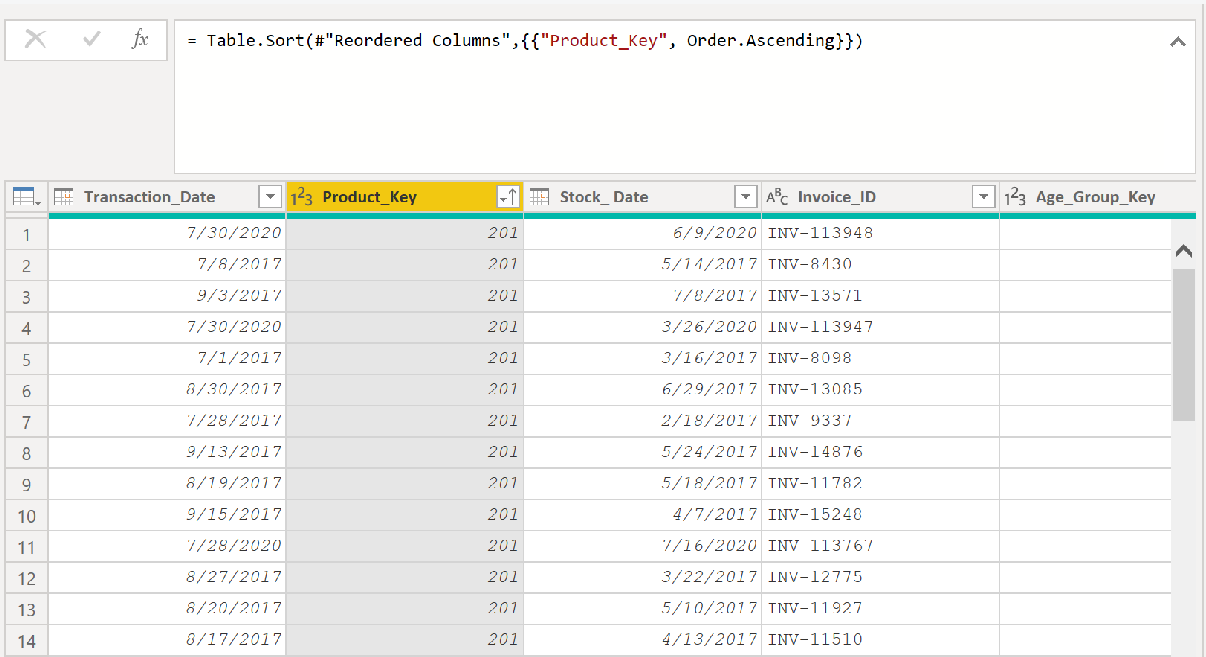 fx = Table.Sort(#"Reordered Columns",{{"Product_Key", Order.Ascending}})
Transaction_Date 123 Product_Key Stock_ Date ABC Invoice_ID 123 Age_Group_Key
1 7/30/2020 201 6/9/2020 INV-113948
2 7/8/2017 201 5/14/2017 INV-8430
3 9/3/2017 201 7/8/2017 INV-13571
4 7/30/2020 201 3/26/2020 INV-113947
5 7/1/2017 201 3/16/2017 INV-8098
6 8/30/2017 201 6/29/2017 INV-13085
7 7/28/2017 201 2/18/2017 INV-9337
8 9/13/2017 201 5/24/2017 INV-14876
9 8/19/2017 201 5/18/2017 INV-11782
10 9/15/2017 201 4/7/2017 INV-15248
11 7/28/2020 201 7/16/2020 INV-113767
12 8/27/2017 201 3/22/2017 INV-12775
13 8/20/2017 201 5/10/2017 INV-11927
14 8/17/2017 201 4/13/2017 INV-11510